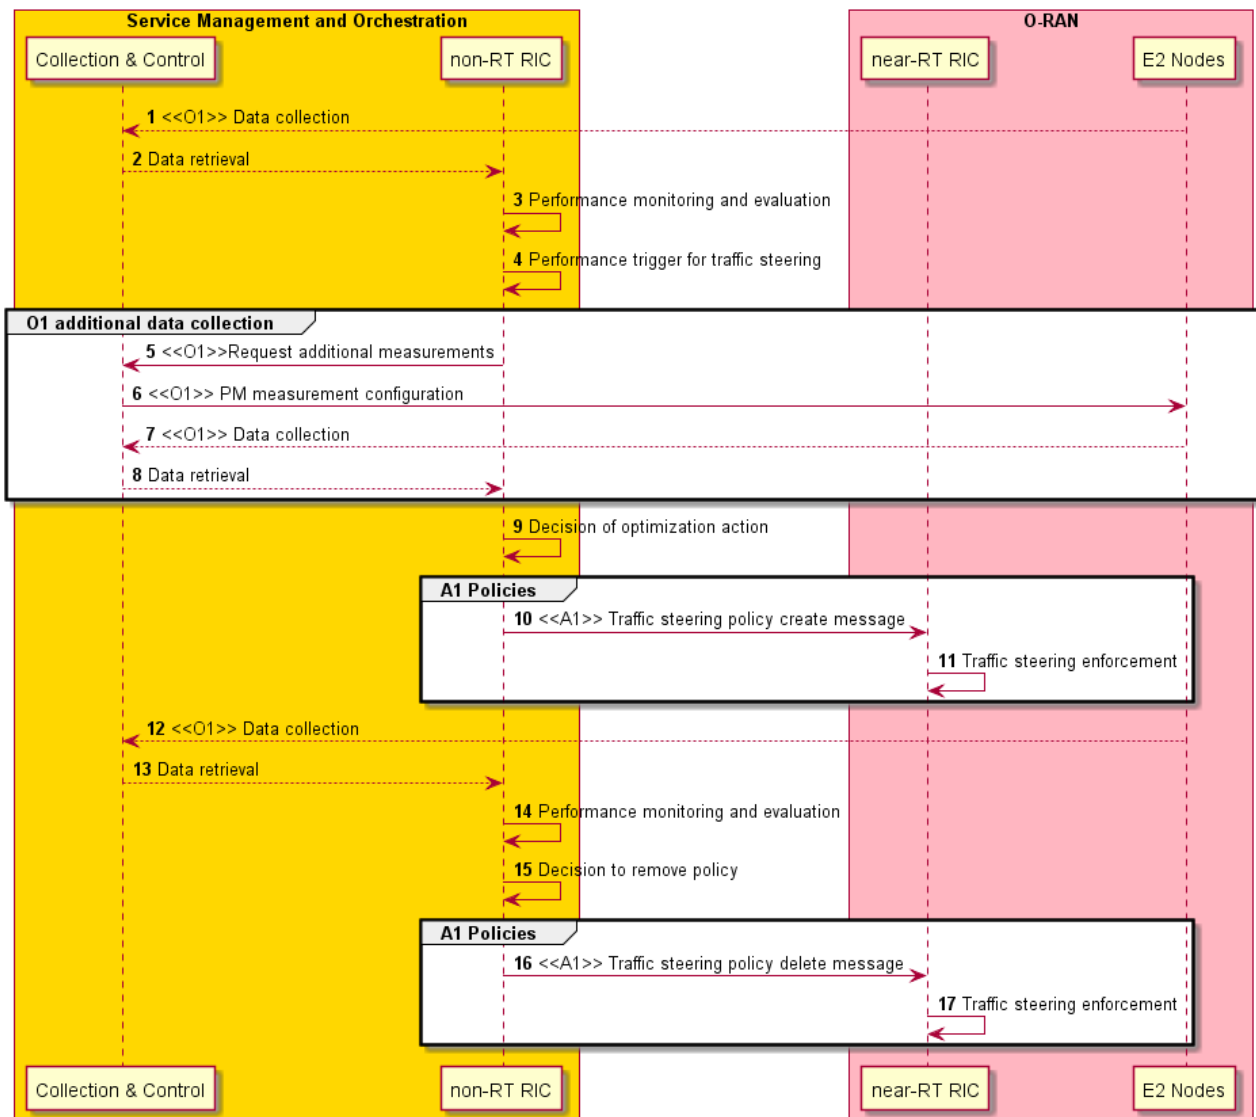 Service Management and Orchestration
O-RAN
Collection & Control
non-RT RIC
near-RT RIC
E2 Nodes
1 <<O1>> Data collection
2 Data retrieval
3 Performance monitoring and evaluation
4 Performance trigger for traffic steering
O1 additional data collection
5 <<O1>>Request additional measurements
6 <<O1>> PM measurement configuration
7 <<O1>> Data collection
8 Data retrieval
9 Decision of optimization action
A1 Policies
10 <<A1>> Traffic steering policy create message
11 Traffic steering enforcement
12 <<O1>> Data collection
13 Data retrieval
14 Performance monitoring and evaluation
15 Decision to remove policy
A1 Policies
16 <<A1>> Traffic steering policy delete message
17 Traffic steering enforcement
Collection & Control
non-RT RIC
near-RT RIC
E2 Nodes